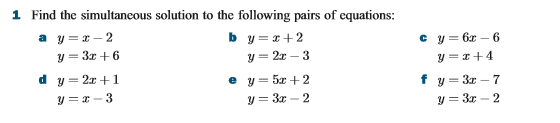 1 Find the simultaneous solution to the following pairs of equations:
a y = x − 2 b y = x + 2 c y = 6x − 6
y = 3x + 6 y = 2x − 3 y = x + 4
d y = 2x + 1 e y = 5x + 2 f y = 3x − 7
y = x − 3 y = 3x − 2 y = 3x − 2